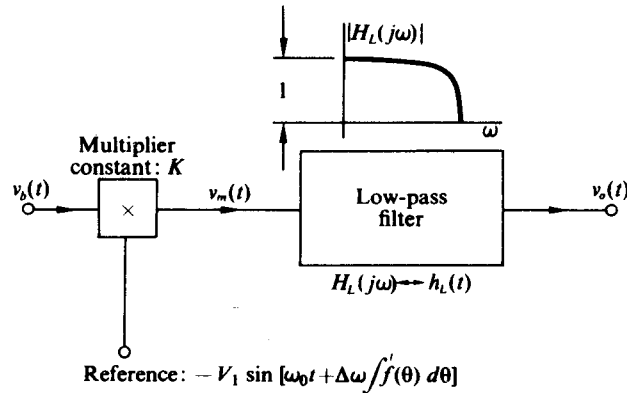 |H_L(jω)|
1
ω
Multiplier
constant: K
v_b(t)
×
v_m(t)
Low-pass
filter
v_o(t)
H_L(jω)↔h_L(t)
Reference: − V_1 sin [ω_0t + Δω∫^t f(θ) dθ]